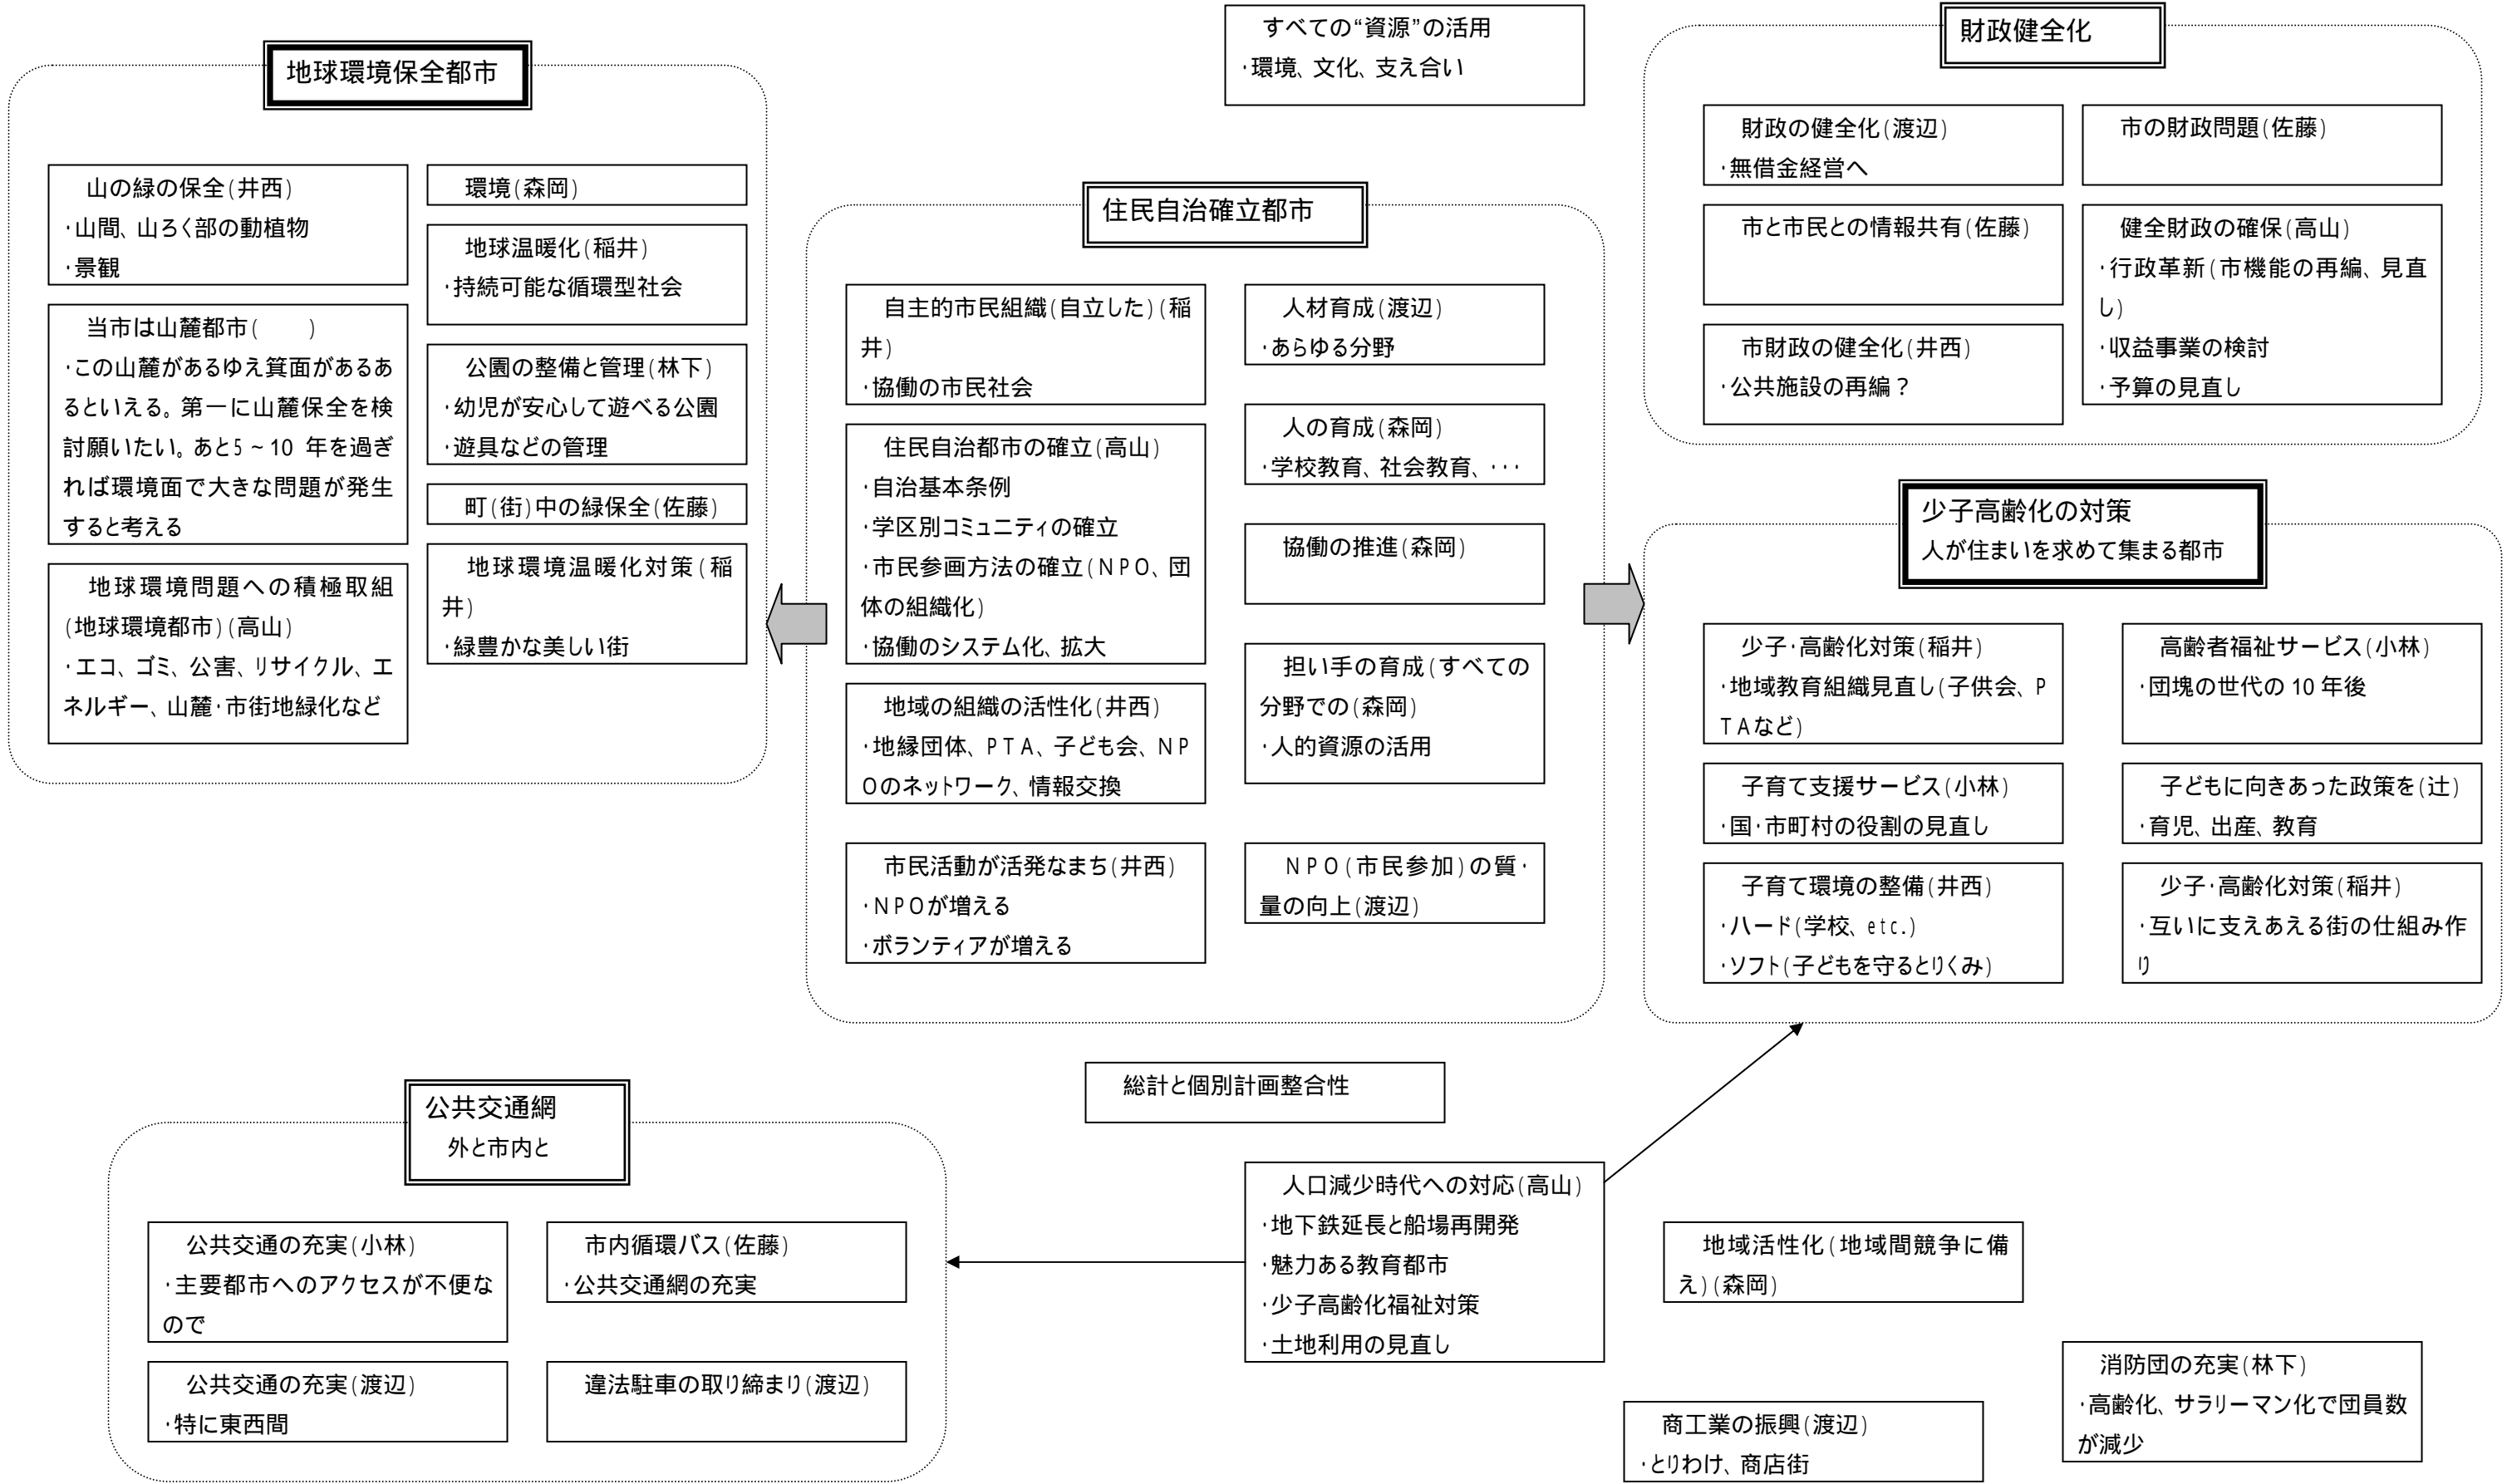 すべての“資源”の活用
・環境、文化、支え合い
地球環境保全都市
山の緑の保全(井西)
・山間、山ろく部の動植物
・景観
当市は山麓都市(　　)
・この山麓があるゆえ箕面があるあ
るといえる。第一に山麓保全を検
討願いたい。あと5～10 年を過ぎ
れば環境面で大きな問題が発生
すると考える
地球環境問題への積極取組
(地球環境都市)(高山)
・エコ、ゴミ、公害、リサイクル、エ
ネルギー、山麓・市街地緑化など
環境(森岡)
地球温暖化(稲井)
・持続可能な循環型社会
公園の整備と管理(林下)
・幼児が安心して遊べる公園
・遊具などの管理
町(街)中の緑保全(佐藤)
地球環境温暖化対策(稲
井)
・緑豊かな美しい街
住民自治確立都市
自主的市民組織(自立した)(稲
井)
・協働の市民社会
住民自治都市の確立(高山)
・自治基本条例
・学区別コミュニティの確立
・市民参画方法の確立(NPO、団
体の組織化)
・協働のシステム化、拡大
地域の組織の活性化(井西)
・地縁団体、PTA、子ども会、NP
Oのネットワーク、情報交換
市民活動が活発なまち(井西)
・NPOが増える
・ボランティアが増える
人材育成(渡辺)
・あらゆる分野
人の育成(森岡)
・学校教育、社会教育、・・・
協働の推進(森岡)
担い手の育成(すべての
分野での(森岡)
・人的資源の活用
NPO(市民参加)の質・
量の向上(渡辺)
財政健全化
財政の健全化(渡辺)
・無借金経営へ
市と市民との情報共有(佐藤)
市財政の健全化(井西)
・公共施設の再編？
市の財政問題(佐藤)
健全財政の確保(高山)
・行政革新(市機能の再編、見直
し)
・収益事業の検討
・予算の見直し
少子高齢化の対策
人が住まいを求めて集まる都市
少子・高齢化対策(稲井)
・地域教育組織見直し(子供会、P
TAなど)
子育て支援サービス(小林)
・国・市町村の役割の見直し
子育て環境の整備(井西)
・ハード(学校、etc.)
・ソフト(子どもを守るとりくみ)
高齢者福祉サービス(小林)
・団塊の世代の 10 年後
子どもに向きあった政策を(辻)
・育児、出産、教育
少子・高齢化対策(稲井)
・互いに支えあえる街の仕組み作
り
総計と個別計画整合性
公共交通網
外と市内と
公共交通の充実(小林)
・主要都市へのアクセスが不便な
ので
公共交通の充実(渡辺)
・特に東西間
市内循環バス(佐藤)
・公共交通網の充実
違法駐車の取り締まり(渡辺)
人口減少時代への対応(高山)
・地下鉄延長と船場再開発
・魅力ある教育都市
・少子高齢化福祉対策
・土地利用の見直し
地域活性化(地域間競争に備
え)(森岡)
消防団の充実(林下)
・高齢化、サラリーマン化で団員数
が減少
商工業の振興(渡辺)
・とりわけ、商店街